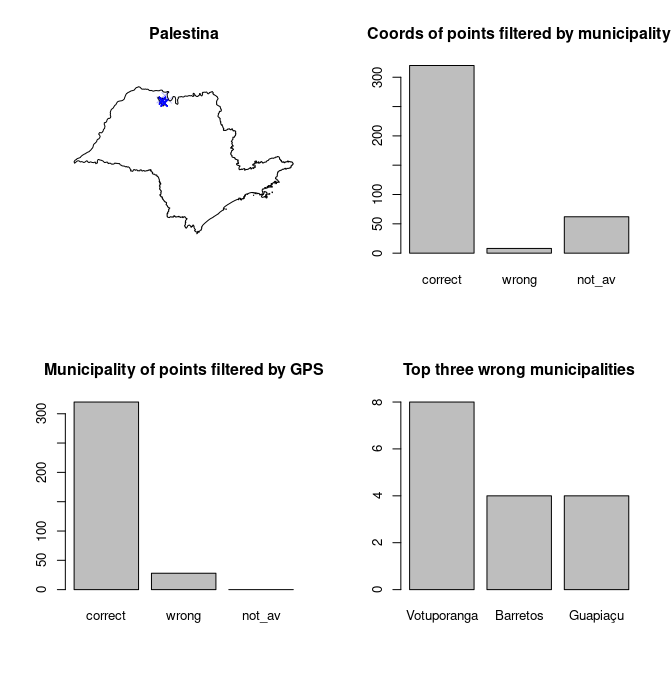 Palestina
Coords of points filtered by municipality
300
200
100
50
0
correct wrong not_av
Municipality of points filtered by GPS
300
200
100
50
0
correct wrong not_av
Top three wrong municipalities
8
6
4
2
0
Votuporanga Barretos Guapiaçu